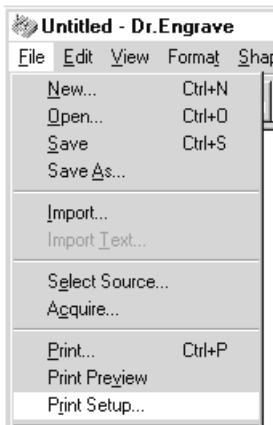 Untitled - Dr.Engrave
File Edit View Format Shap
New... Ctrl+N
Open... Ctrl+O
Save Ctrl+S
Save As...
Import...
Import Text...
Select Source...
Acquire...
Print... Ctrl+P
Print Preview
Print Setup...